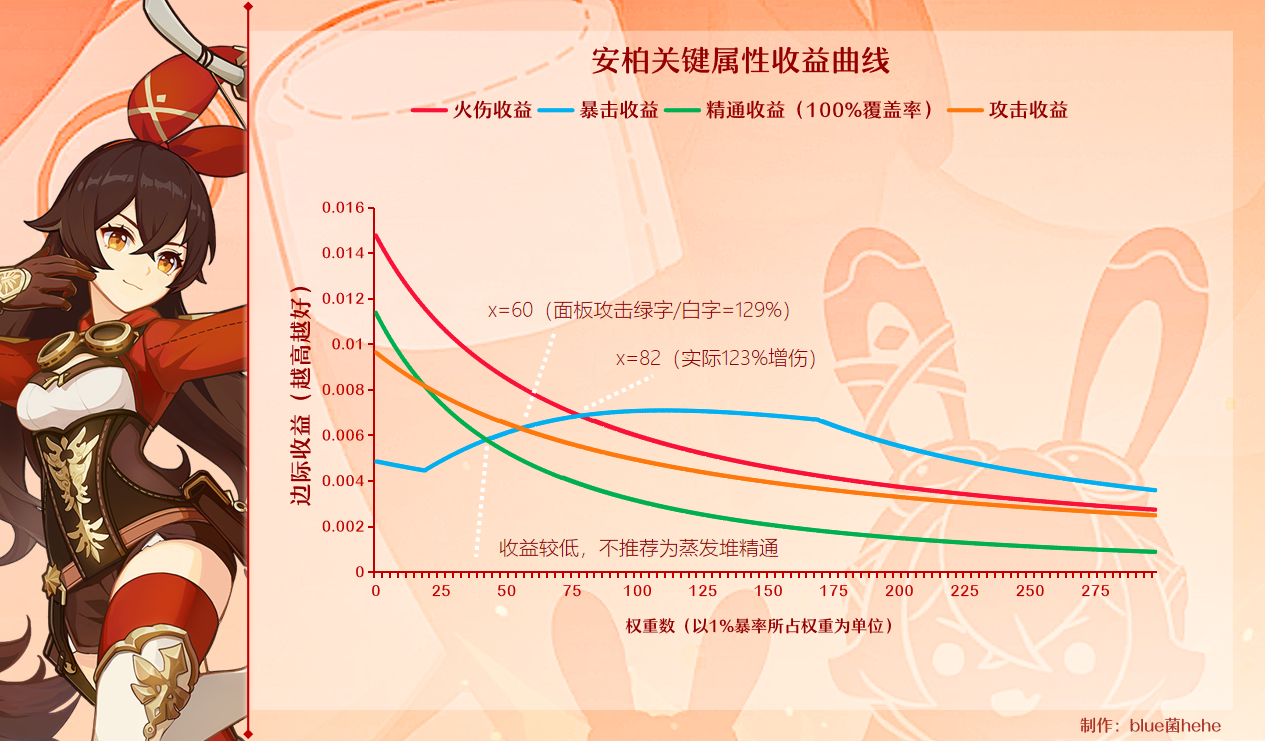 安柏关键属性收益曲线
火伤收益 暴击收益 精通收益（100%覆盖率） 攻击收益
边际收益（越高越好）
0.016
0.014
0.012
0.01
0.008
0.006
0.004
0.002
0
x=60（面板攻击绿字/白字=129%）
x=82（实际123%增伤）
收益较低，不推荐为蒸发堆精通
0 25 50 75 100 125 150 175 200 225 250 275
权重数（以1%暴率所占权重为单位）
制作：blue菌hehe